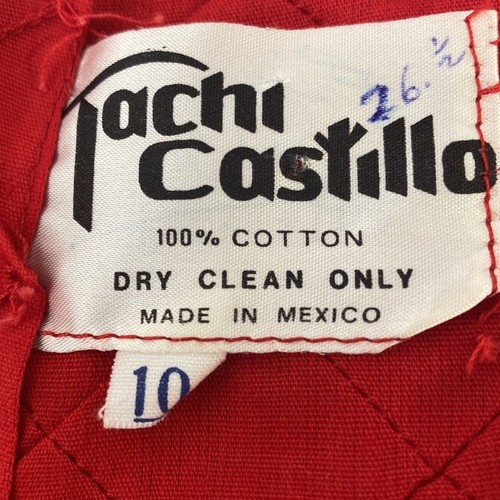 Tachi
26.½
Castillo
100% COTTON
DRY CLEAN ONLY
MADE IN MEXICO
10